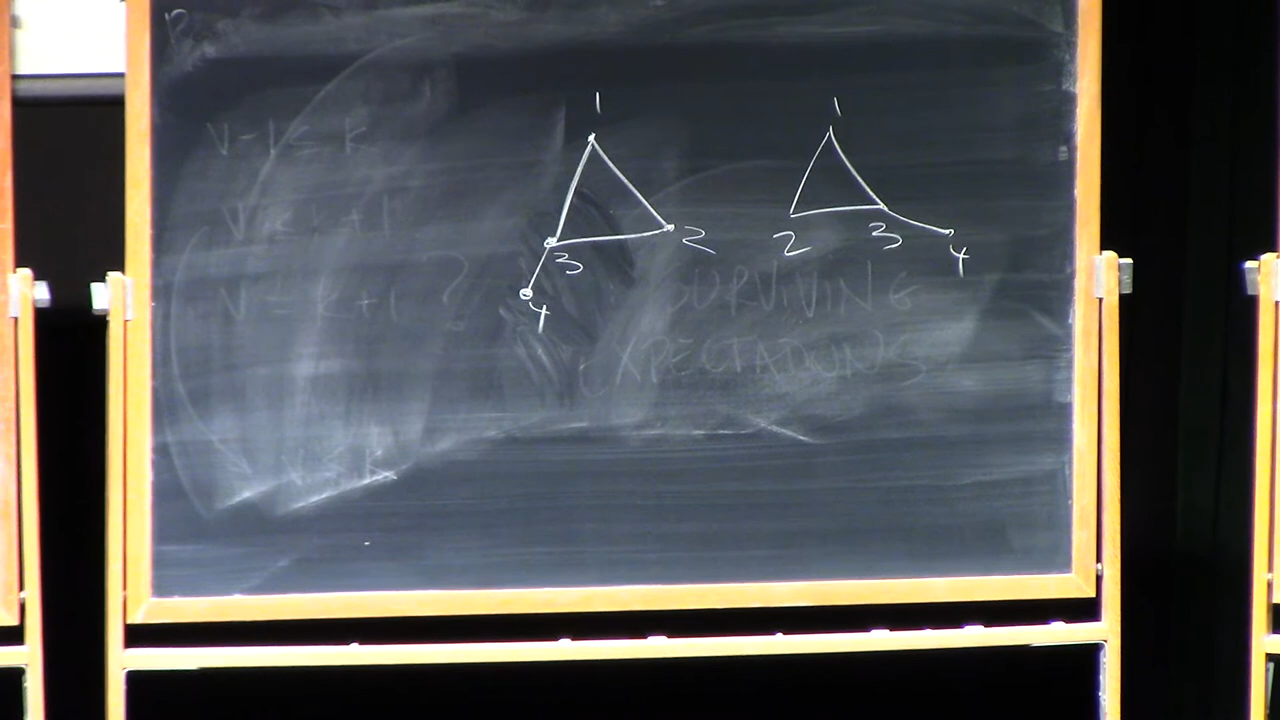 1
1
V-1 ≤ k
V ≤ k+1
3
2
2
3
4
V = k+1 ?
4
SURVIVING
EXPECTATIONS
V ≤ k